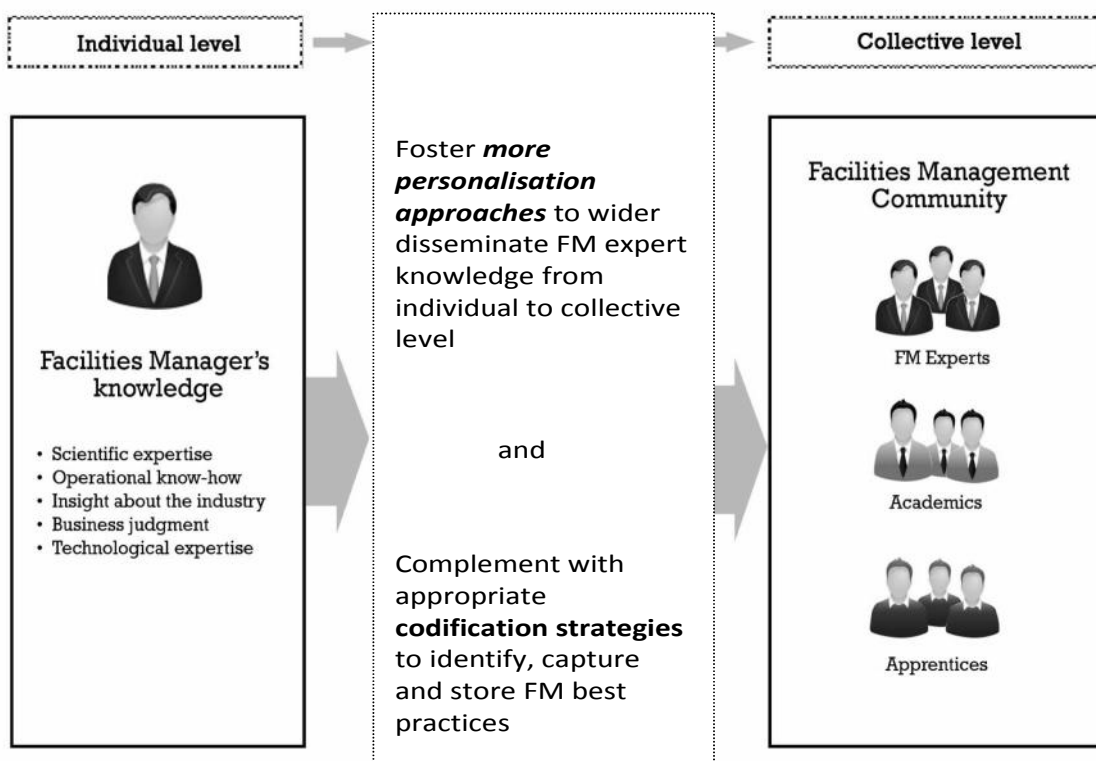 Individual level
Collective level
Facilities Manager's
knowledge
• Scientific expertise
• Operational know-how
• Insight about the industry
• Business judgment
• Technological expertise
Foster more
personalisation
approaches to wider
disseminate FM expert
knowledge from
individual to collective
level
and
Complement with
appropriate
codification strategies
to identify, capture
and store FM best
practices
Facilities Management
Community
FM Experts
Academics
Apprentices